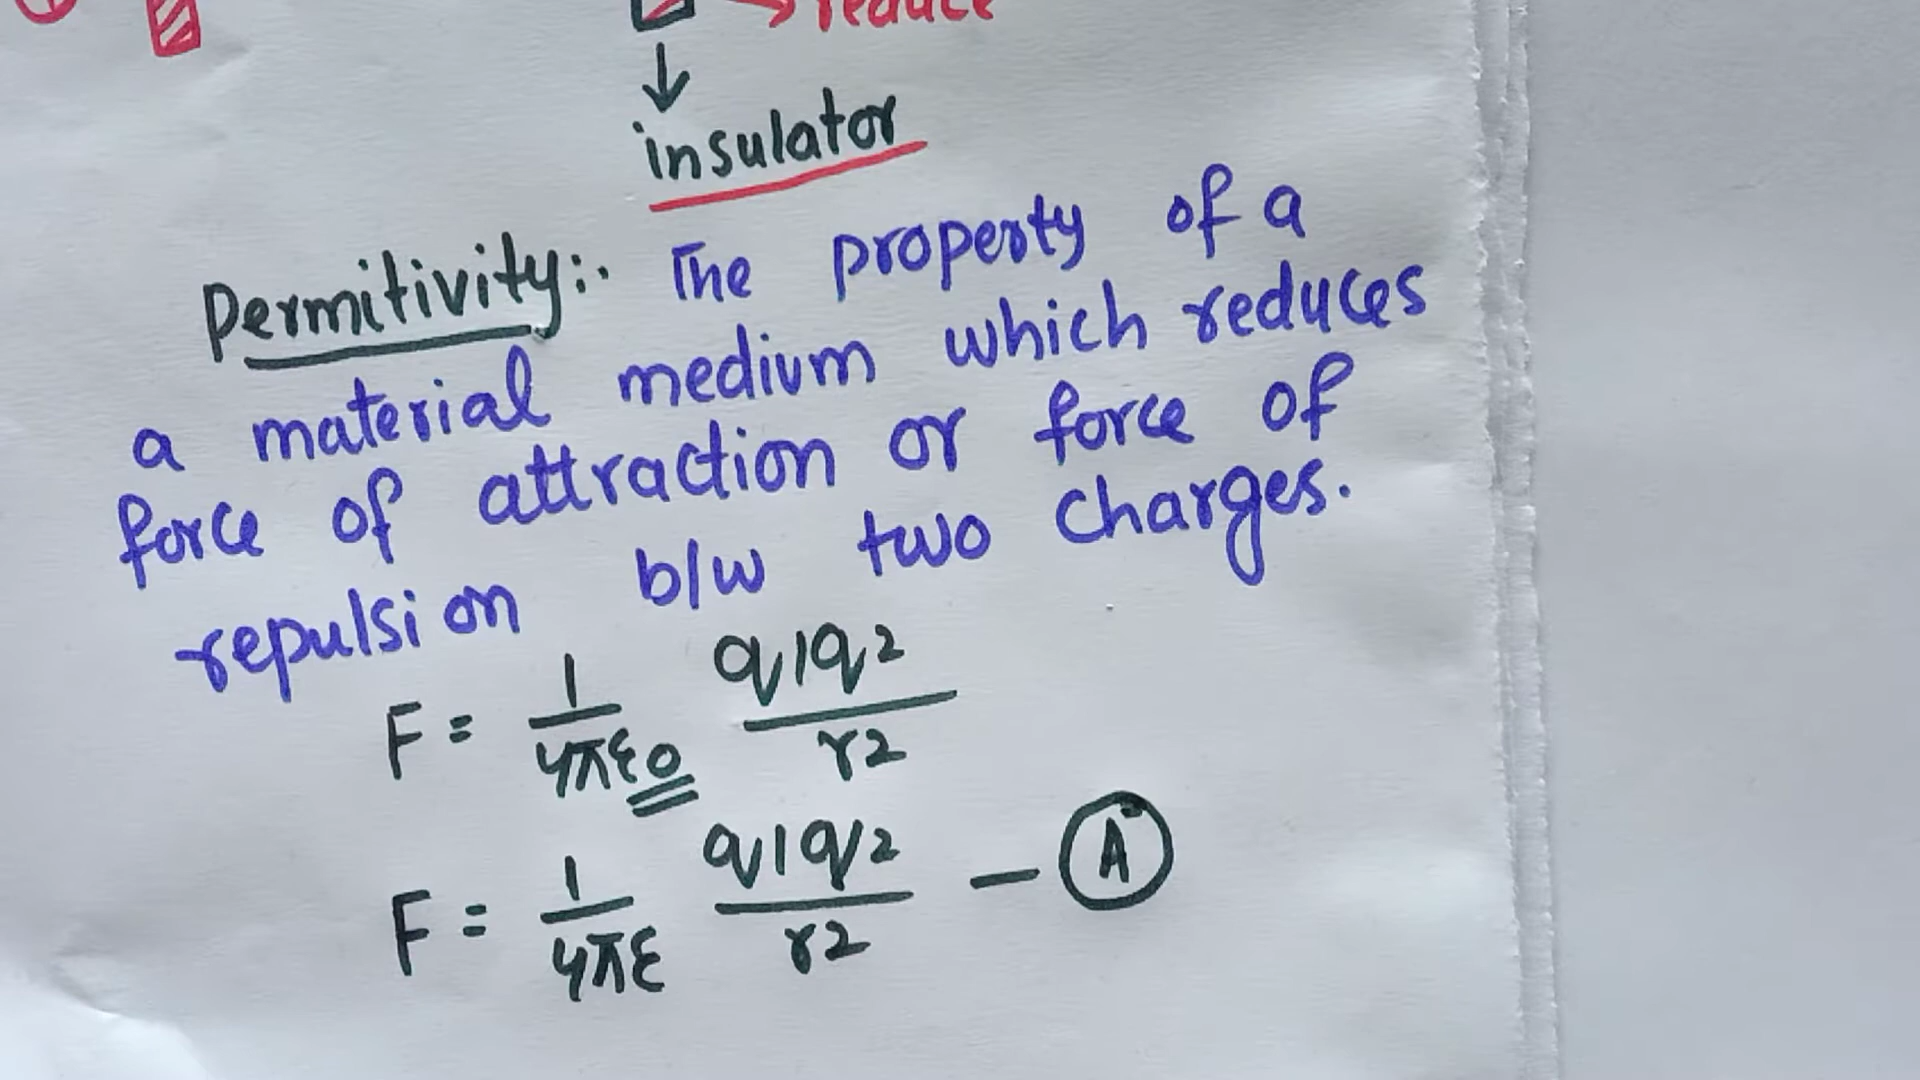 → reduce
↓
insulator
Permitivity:. The property of a
a material medium which reduces
force of attraction or force of
repulsion b/w two charges.
F = 1/4πε0 q1q2/r2
F = 1/4πε q1q2/r2 — A